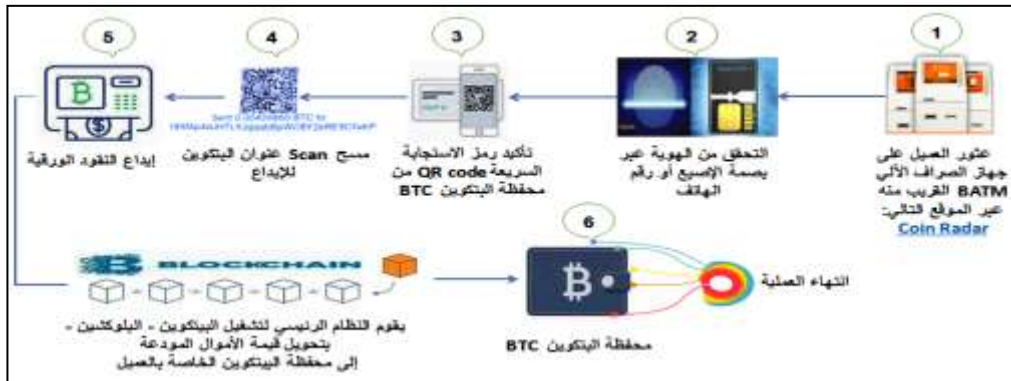 1
عثور العميل على
جهاز الصراف الآلي
BATM القريب منه
عبر الموقع التالي:
Coin Radar
2
التحقق من الهوية عبر
بصمة الإصبع أو رقم
الهاتف
3
تأكيد رمز الاستجابة
السريعة QR code من
محفظة البتكوين BTC
4
مسح Scan عنوان البتكوين
للإيداع
5
إيداع النقود الورقية
BLOCKCHAIN
يقوم النظام الرئيسي لتشغيل البيتكوين - البلوكشين -
بتحويل قيمة الأموال المودعة
إلى محفظة البيتكوين الخاصة بالعميل
6
محفظة البتكوين BTC
انتهاء العملية